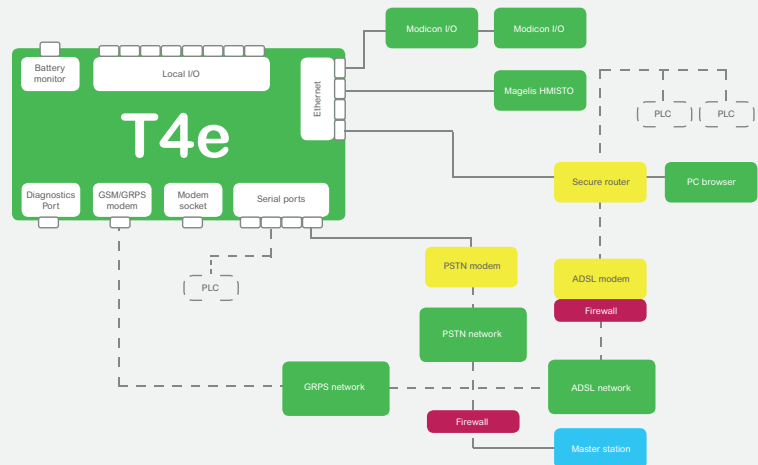 Modicon I/O
Modicon I/O
Battery
monitor
Local I/O
Ethernet
Magelis HMISTO
PLC
PLC
T4e
Secure router
PC browser
Diagnostics
Port
GSM/GRPS
modem
Modem
socket
Serial ports
PSTN modem
ADSL modem
PLC
Firewall
PSTN network
GRPS network
ADSL network
Firewall
Master station